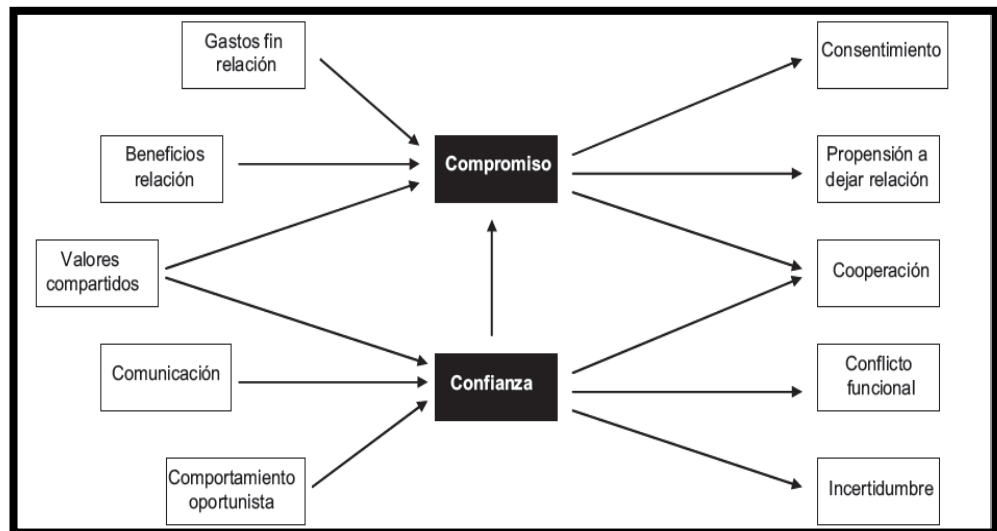 Gastos fin
relación
Consentimiento
Beneficios
relación
Compromiso
Propensión a
dejar relación
Valores
compartidos
Cooperación
Comunicación
Confianza
Conflicto
funcional
Comportamiento
oportunista
Incertidumbre